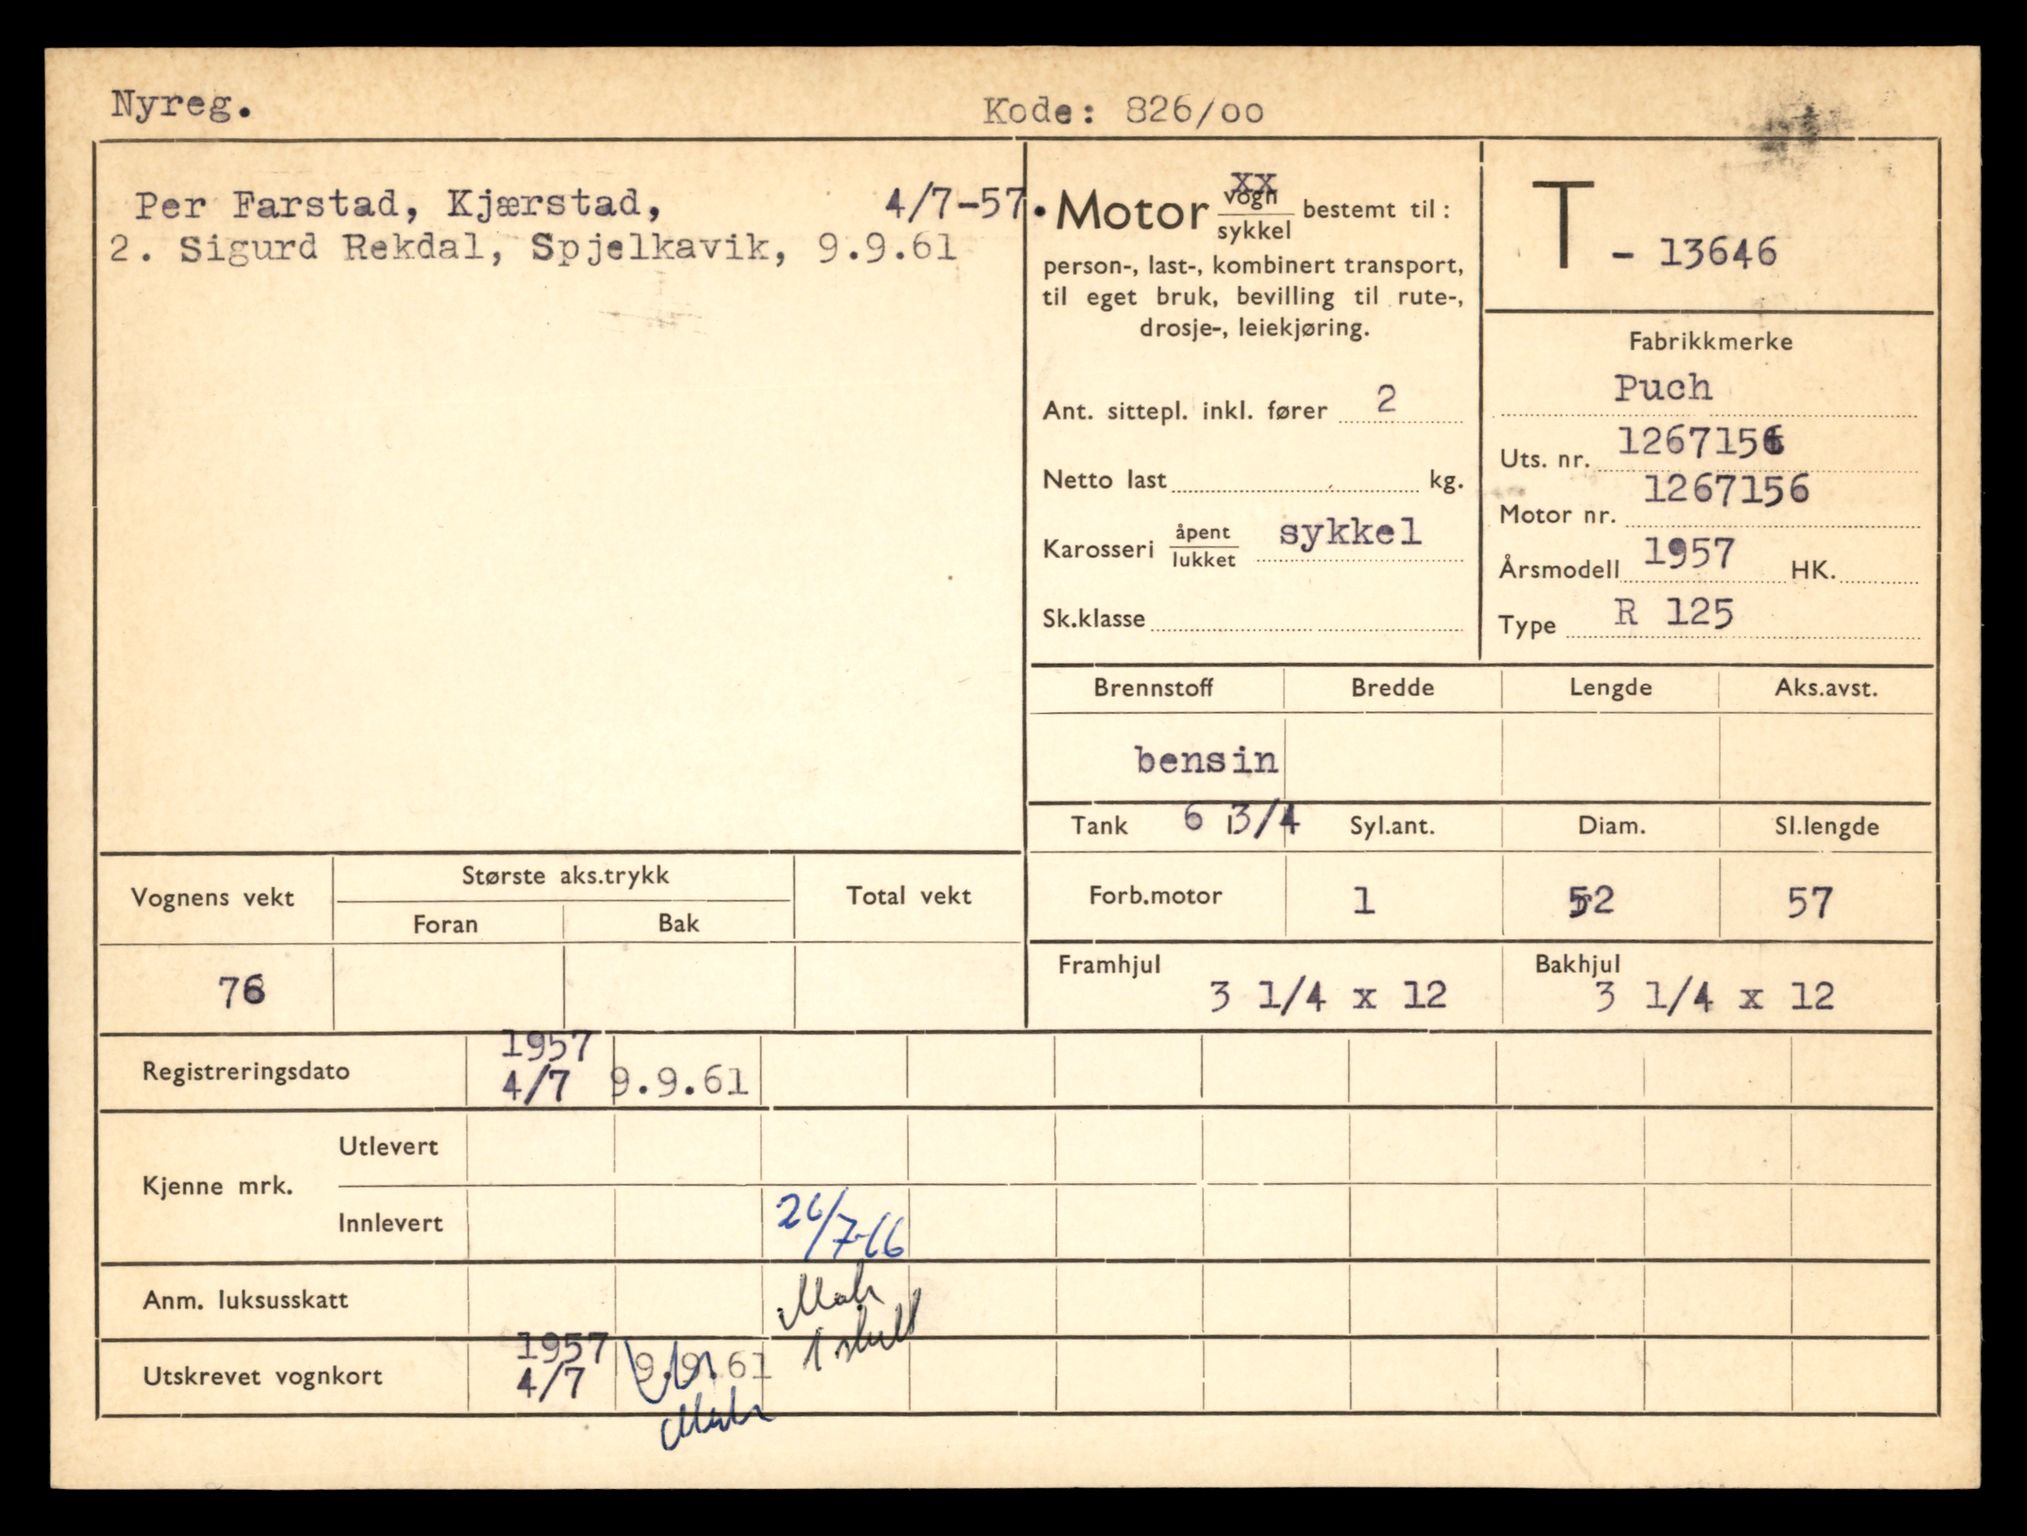 Nyreg.
Kode: 826/oo
Per Farstad, Kjærstad, 4/7-57.
2. Sigurd Rekdal, Spjelkavik, 9.9.61
Motor vogn xx / sykkel bestemt til:
person-, last-, kombinert transport,
til eget bruk, bevilling til rute-,
drosje-, leiekjøring.
Ant. sittepl. inkl. fører 2
Netto last kg.
Karosseri åpent / lukket sykkel
Sk.klasse
T - 13646
Fabrikkmerke
Puch
Uts. nr. 1267156
Motor nr. 1267156
Årsmodell 1957 HK.
Type R 125
Brennstoff Bredde Lengde Aks.avst.
bensin
Tank 6 3/4 Syl.ant. Diam. Sl.lengde
Forb.motor 1 52 57
Framhjul 3 1/4 x 12 Bakhjul 3 1/4 x 12
Vognens vekt Største aks.trykk Total vekt
Foran Bak
76
Registreringsdato 1957 4/7 9.9.61
Kjenne mrk. Utlevert
Innlevert 26/7-66
Anm. luksusskatt
1 skilt
Utskrevet vognkort 1957 4/7 9.9.61